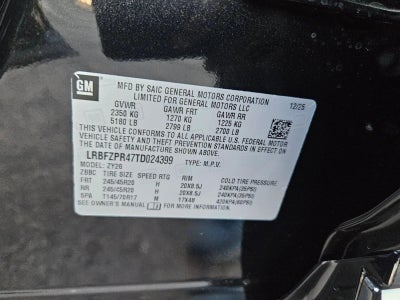 GM
MFD BY SAIC GENERAL MOTORS CORPORATION 12/25
LIMITED FOR GENERAL MOTORS LLC
GVWR GAWR FRT GAWR RR
2350 KG 1270 KG 1225 KG
5180 LB 2799 LB 2700 LB
THIS VEHICLE CONFORMS TO ALL APPLICABLE U.S. FEDERAL MOTOR
VEHICLE SAFETY AND THEFT PREVENTION STANDARDS IN EFFECT ON
THE DATE OF MANUFACTURE SHOWN ABOVE.
LRBFZPR47TD024399 TYPE: M.P.V.
MODEL: ZY26
ZBBC TIRE SIZE SPEED RTG RIM COLD TIRE PRESSURE
FRT 245/45R20 H 20X8.5J 240KPA(35PSI)
RR 245/45R20 H 20X8.5J 240KPA(35PSI)
SPA T145/70R17 M 17X4B 420KPA(60PSI)
SEE OWNER'S MANUAL FOR MORE INFORMATION.